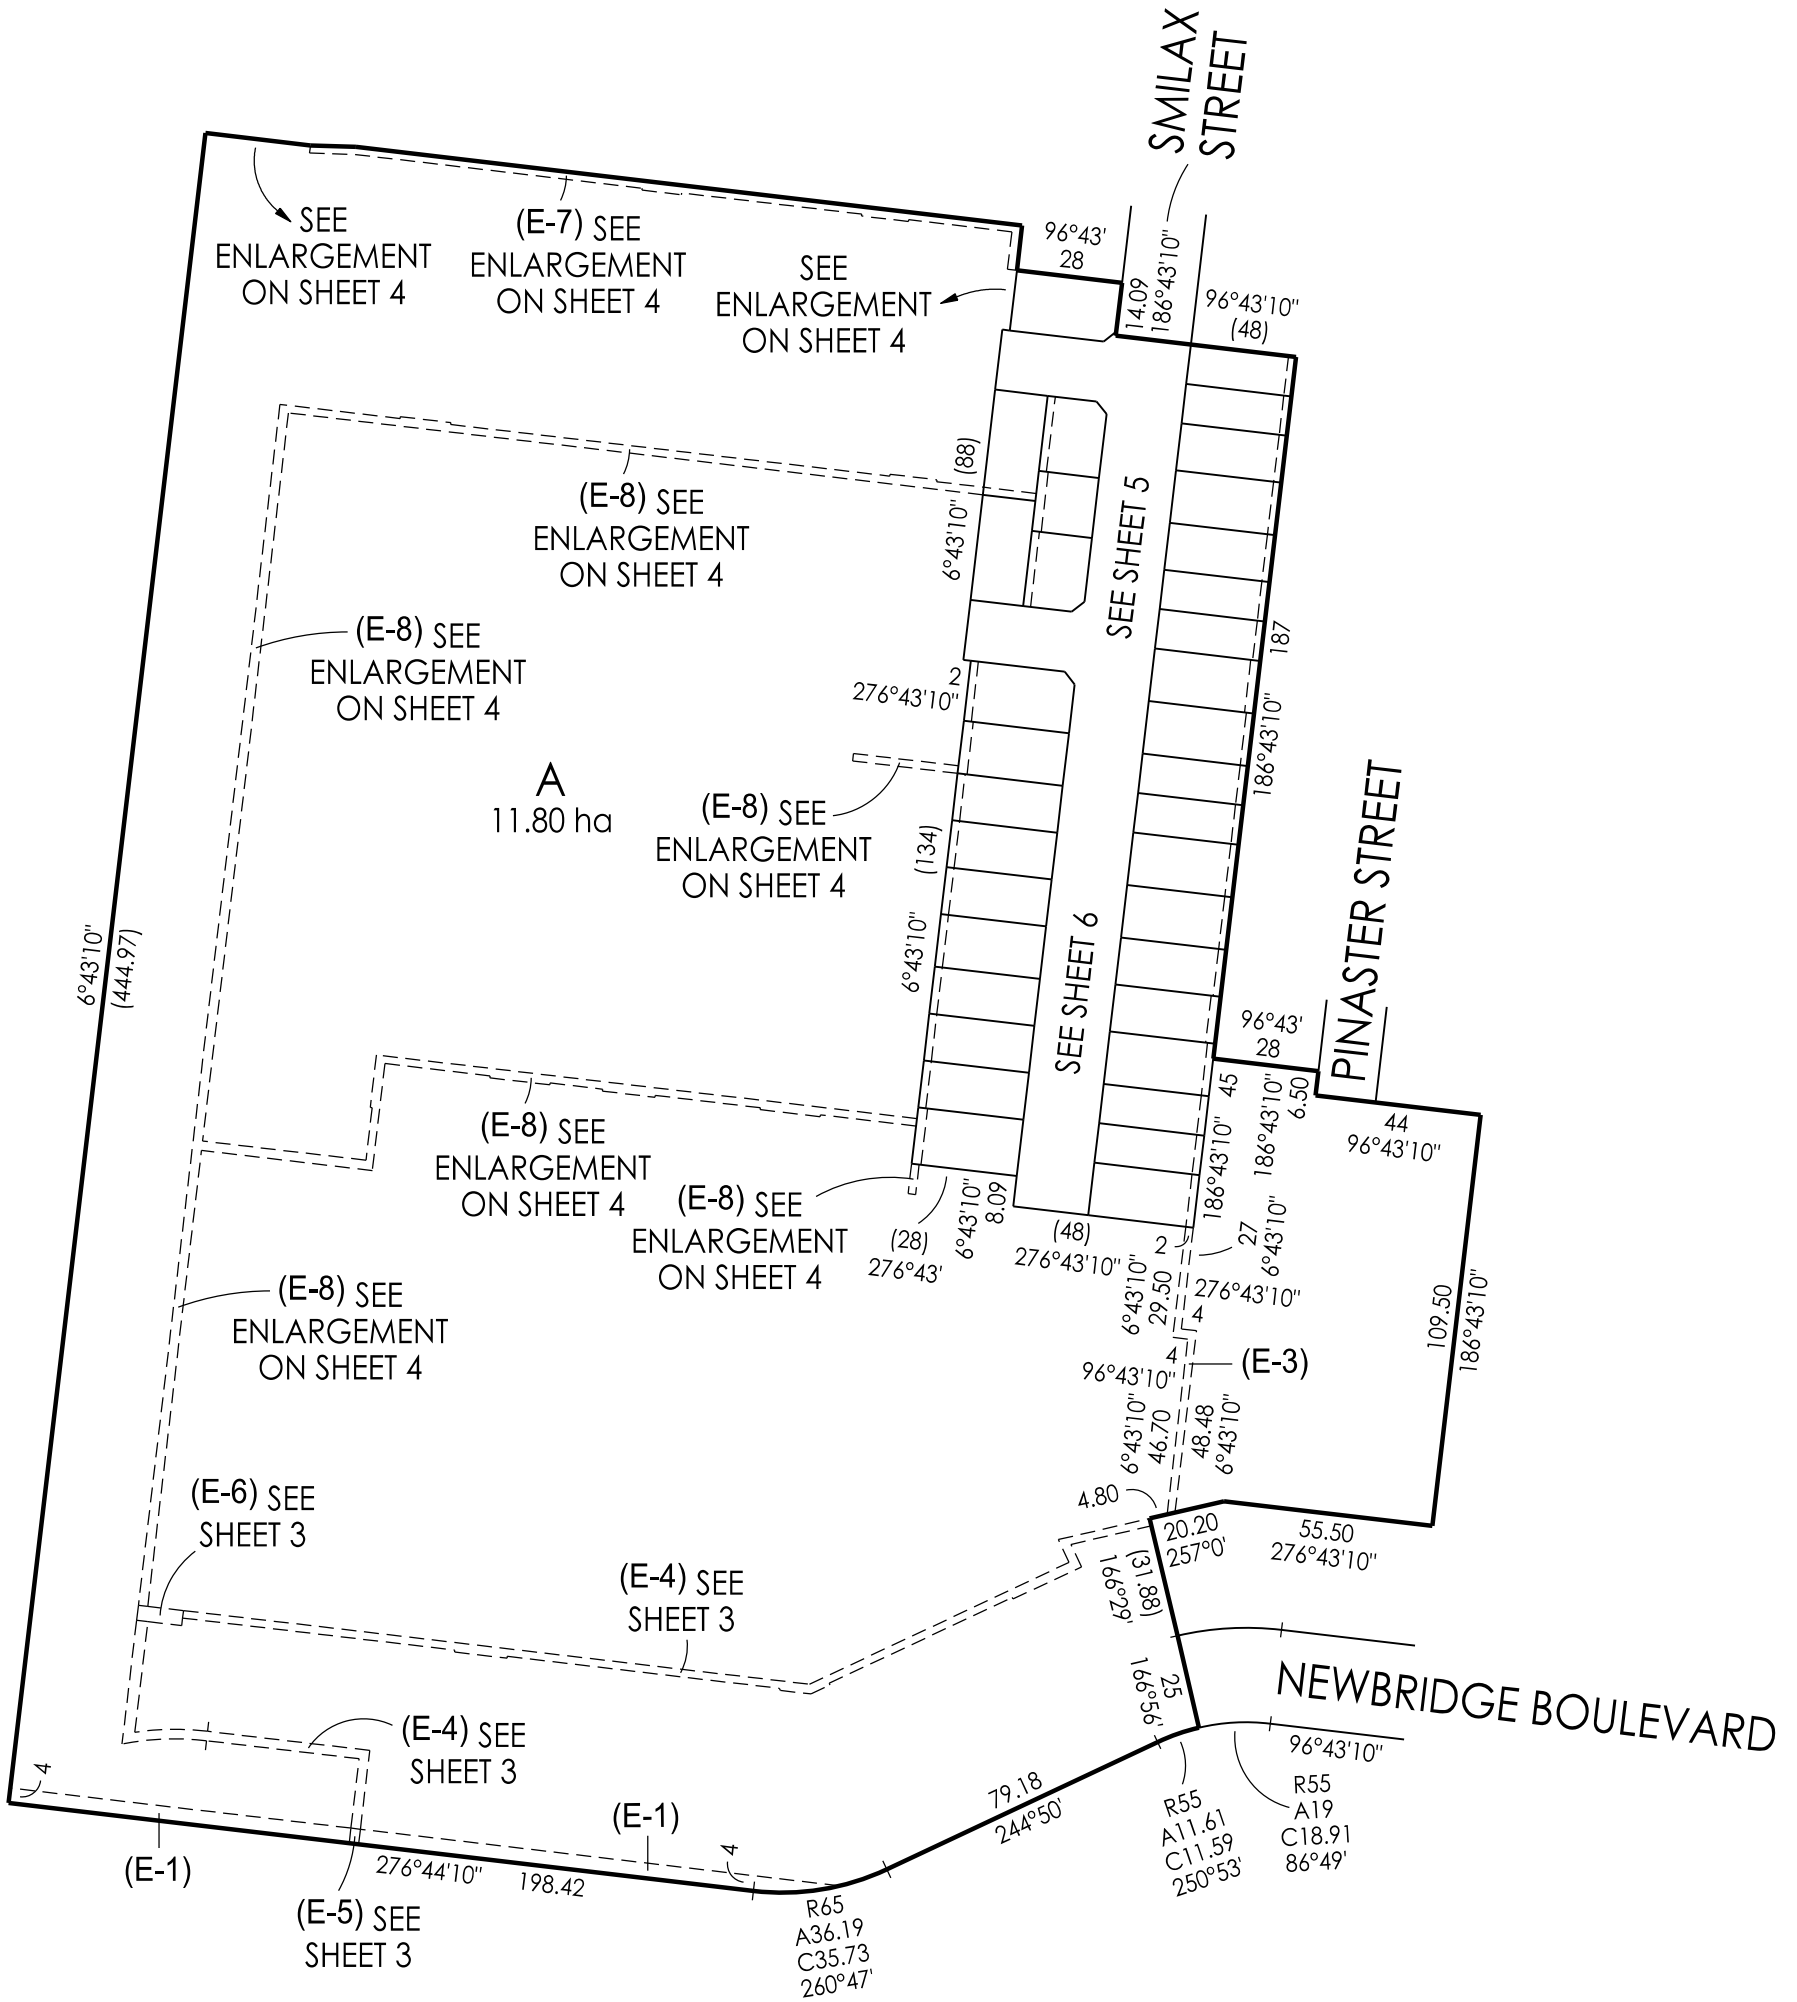 SMILAX
STREET
SEE
ENLARGEMENT
ON SHEET 4
(E-7) SEE
ENLARGEMENT
ON SHEET 4
SEE
ENLARGEMENT
ON SHEET 4
96°43'
28
14.09
186°43'10"
96°43'10"
(48)
(88)
6°43'10"
(E-8) SEE
ENLARGEMENT
ON SHEET 4
SEE SHEET 5
(E-8) SEE
ENLARGEMENT
ON SHEET 4
2
276°43'10"
187
186°43'10"
A
11.80 ha
(E-8) SEE
ENLARGEMENT
ON SHEET 4
(134)
6°43'10"
PINASTER STREET
6°43'10"
(444.97)
SEE SHEET 6
96°43'
28
45
186°43'10"
186°43'10"
6.50
44
96°43'10"
(E-8) SEE
ENLARGEMENT
ON SHEET 4
(E-8) SEE
ENLARGEMENT
ON SHEET 4
(28)
276°43'
6°43'10"
8.09
(48)
276°43'10"
2
27
6°43'10"
6°43'10"
29.50
276°43'10"
4
(E-8) SEE
ENLARGEMENT
ON SHEET 4
109.50
186°43'10"
4
96°43'10"
(E-3)
6°43'10"
46.70
48.48
6°43'10"
(E-6) SEE
SHEET 3
4.80
20.20
257°0'
55.50
276°43'10"
(31.88)
166°29'
(E-4) SEE
SHEET 3
25
166°56'
NEWBRIDGE BOULEVARD
96°43'10"
(E-4) SEE
SHEET 3
4
R55
A19
C18.91
86°49'
R55
A11.61
C11.59
250°53'
79.18
244°50'
(E-1)
4
(E-1)
276°44'10"
198.42
(E-5) SEE
SHEET 3
R65
A36.19
C35.73
260°47'